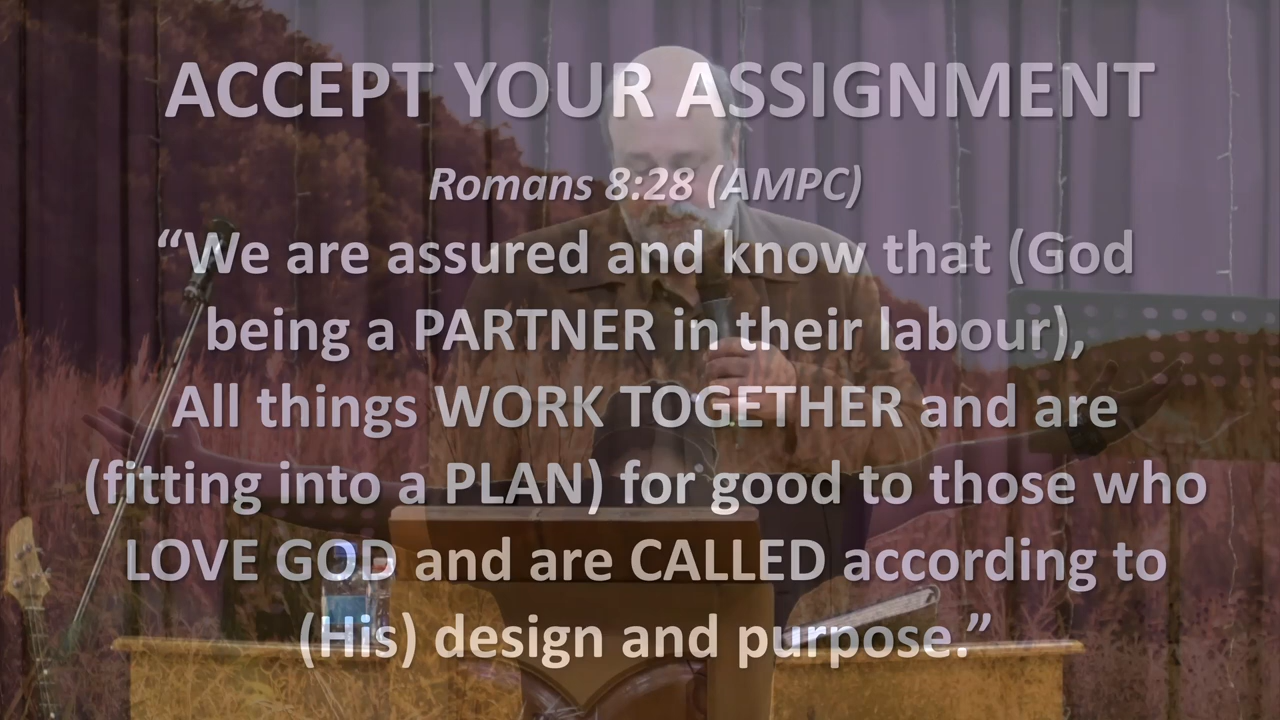 ACCEPT YOUR ASSIGNMENT
Romans 8:28 (AMPC)
“We are assured and know that (God
being a PARTNER in their labour),
All things WORK TOGETHER and are
(fitting into a PLAN) for good to those who
LOVE GOD and are CALLED according to
(His) design and purpose.”